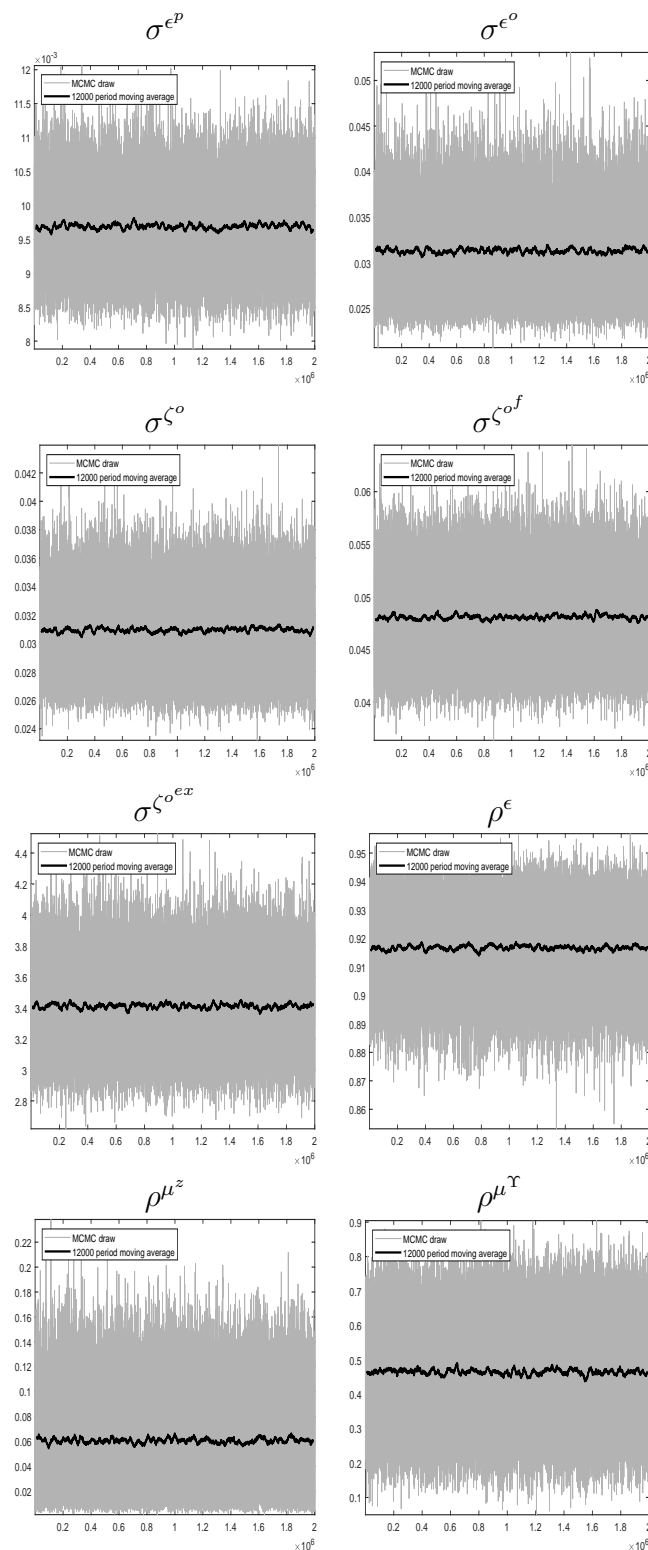 σ^{ϵ^p}
×10^{-3}
12
11.5
11
10.5
10
9.5
9
8.5
8
MCMC draw
12000 period moving average
0.2 0.4 0.6 0.8 1 1.2 1.4 1.6 1.8 2
×10^6
σ^{ϵ^o}
0.05
0.045
0.04
0.035
0.03
0.025
MCMC draw
12000 period moving average
0.2 0.4 0.6 0.8 1 1.2 1.4 1.6 1.8 2
×10^6
σ^{ζ^o}
0.042
0.04
0.038
0.036
0.034
0.032
0.03
0.028
0.026
0.024
MCMC draw
12000 period moving average
0.2 0.4 0.6 0.8 1 1.2 1.4 1.6 1.8 2
×10^6
σ^{ζ^{o^f}}
0.06
0.055
0.05
0.045
0.04
MCMC draw
12000 period moving average
0.2 0.4 0.6 0.8 1 1.2 1.4 1.6 1.8 2
×10^6
σ^{ζ^{o^{ex}}}
4.4
4.2
4
3.8
3.6
3.4
3.2
3
2.8
MCMC draw
12000 period moving average
0.2 0.4 0.6 0.8 1 1.2 1.4 1.6 1.8 2
×10^6
ρ^ϵ
0.95
0.94
0.93
0.92
0.91
0.9
0.89
0.88
0.87
0.86
MCMC draw
12000 period moving average
0.2 0.4 0.6 0.8 1 1.2 1.4 1.6 1.8 2
×10^6
ρ^{μ^z}
0.22
0.2
0.18
0.16
0.14
0.12
0.1
0.08
0.06
0.04
0.02
MCMC draw
12000 period moving average
0.2 0.4 0.6 0.8 1 1.2 1.4 1.6 1.8 2
×10^6
ρ^{μ^Υ}
0.9
0.8
0.7
0.6
0.5
0.4
0.3
0.2
0.1
MCMC draw
12000 period moving average
0.2 0.4 0.6 0.8 1 1.2 1.4 1.6 1.8 2
×10^6